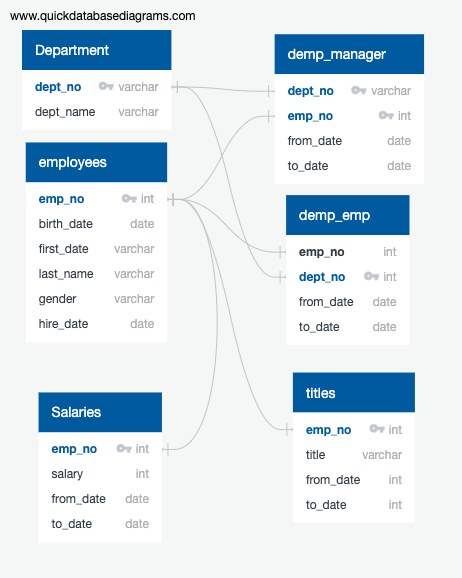 www.quickdatabasediagrams.com
Department
dept_no varchar
dept_name varchar
demp_manager
dept_no varchar
emp_no int
from_date date
to_date date
employees
emp_no int
birth_date date
first_date varchar
last_name varchar
gender varchar
hire_date date
demp_emp
emp_no int
dept_no int
from_date date
to_date date
Salaries
emp_no int
salary int
from_date date
to_date date
titles
emp_no int
title varchar
from_date int
to_date int